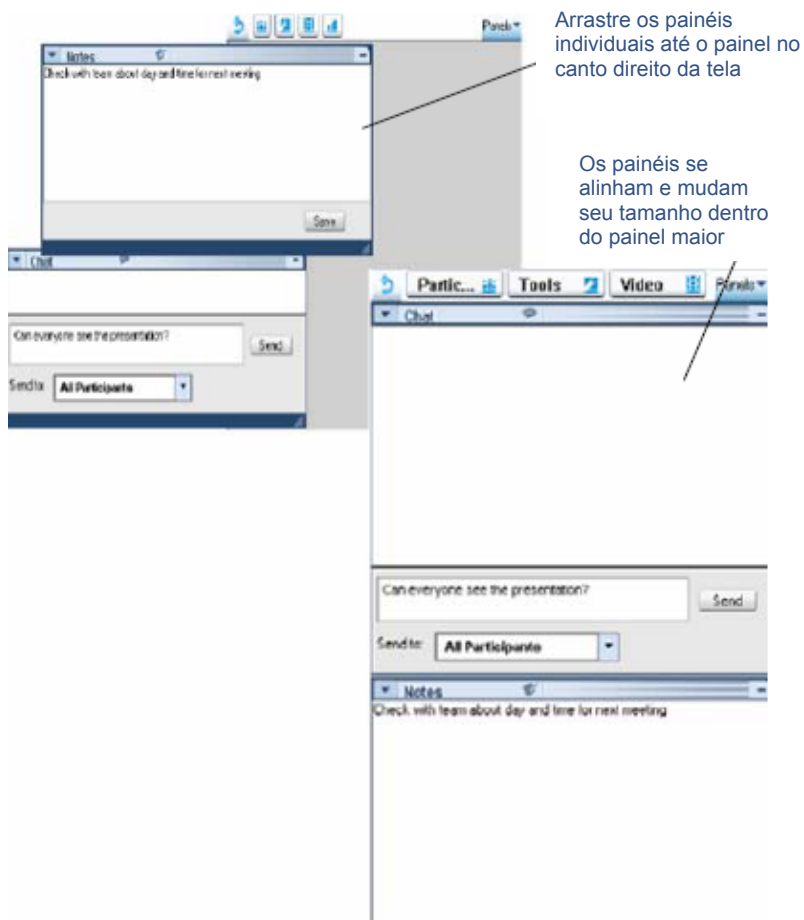 Panels
Arrastre os painéis
individuais até o painel no
canto direito da tela
Notes
Check with team about day and time for next meeting
Save
Os painéis se
alinham e mudam
seu tamanho dentro
do painel maior
Chat
Can everyone see the presentation?
Send
Send to: All Participants
Partic... Tools Video Panels
Chat
Can everyone see the presentation?
Send
Send to: All Participants
Notes
Check with team about day and time for next meeting